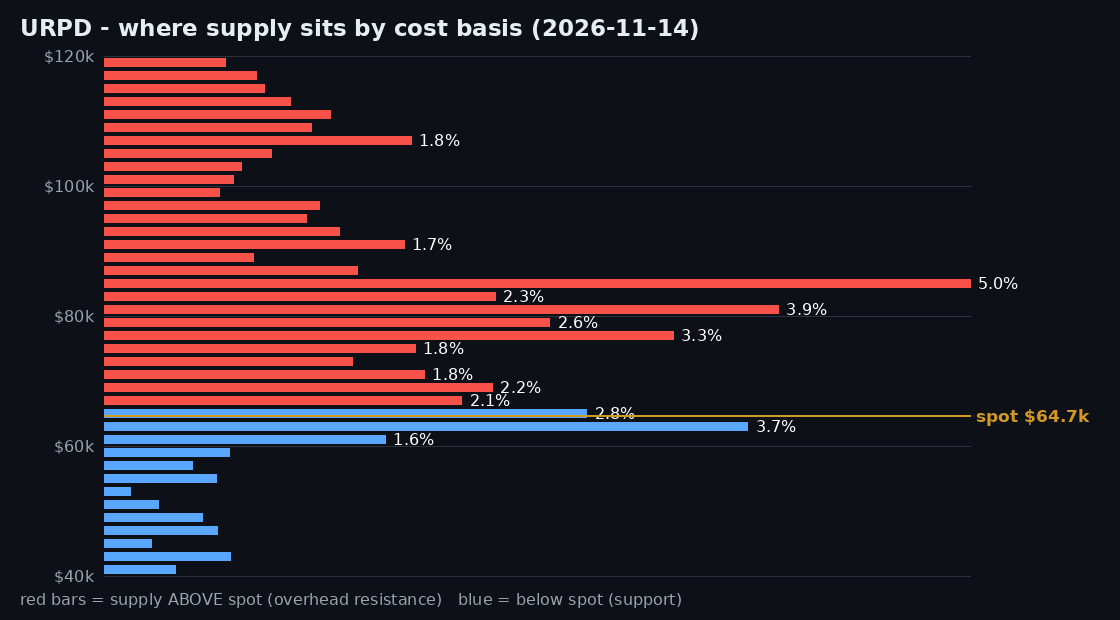 URPD - where supply sits by cost basis (2026-11-14)
$120k
1.8%
$100k
1.7%
5.0%
2.3%
3.9%
$80k
2.6%
3.3%
1.8%
1.8%
2.2%
2.1%
2.8%
spot $64.7k
3.7%
1.6%
$60k
$40k
red bars = supply ABOVE spot (overhead resistance) blue = below spot (support)